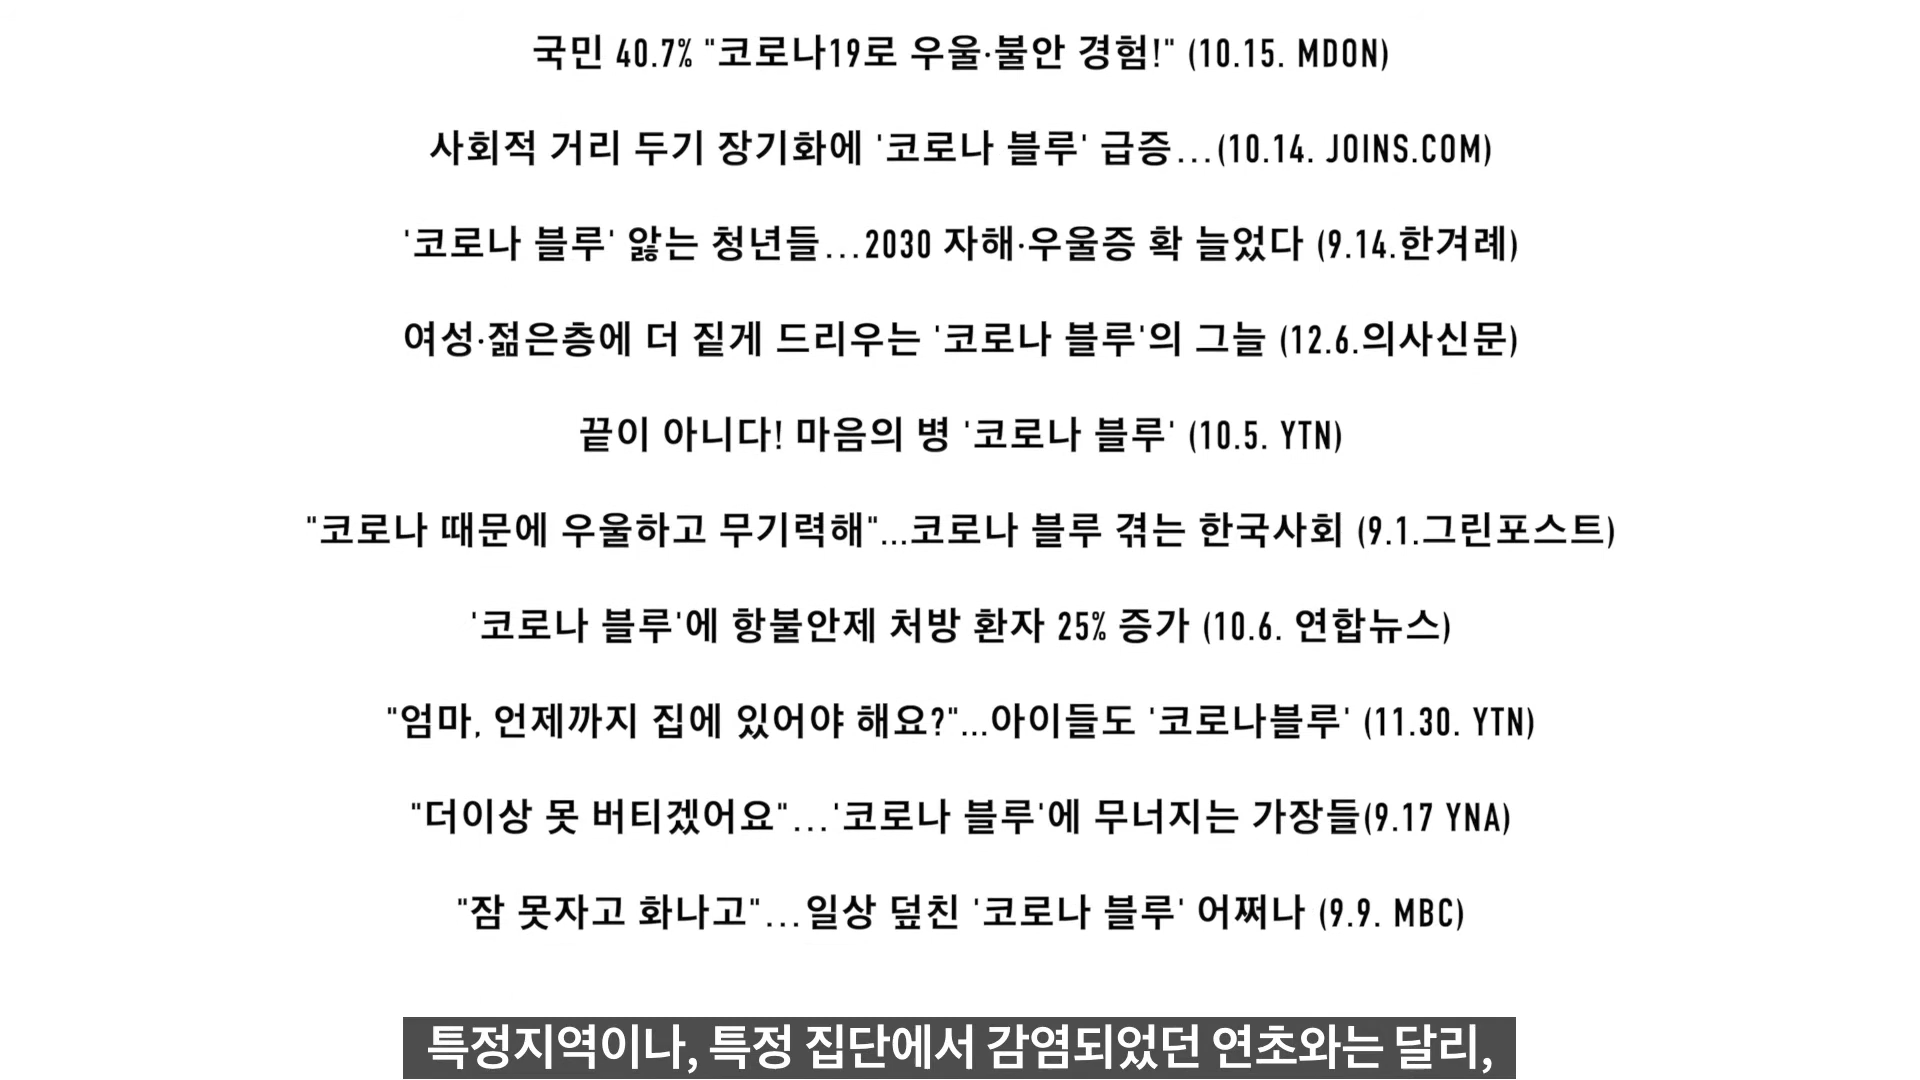 국민 40.7% "코로나19로 우울·불안 경험!" (10.15. MDON)
사회적 거리 두기 장기화에 '코로나 블루' 급증...(10.14. JOINS.COM)
'코로나 블루' 앓는 청년들...2030 자해·우울증 확 늘었다 (9.14.한겨레)
여성·젊은층에 더 짙게 드리우는 '코로나 블루'의 그늘 (12.6.의사신문)
끝이 아니다! 마음의 병 '코로나 블루' (10.5. YTN)
"코로나 때문에 우울하고 무기력해"...코로나 블루 겪는 한국사회 (9.1.그린포스트)
'코로나 블루'에 항불안제 처방 환자 25% 증가 (10.6. 연합뉴스)
"엄마, 언제까지 집에 있어야 해요?"...아이들도 '코로나블루' (11.30. YTN)
"더이상 못 버티겠어요"...'코로나 블루'에 무너지는 가장들(9.17 YNA)
"잠 못자고 화나고"...일상 덮친 '코로나 블루' 어쩌나 (9.9. MBC)
특정지역이나, 특정 집단에서 감염되었던 연초와는 달리,